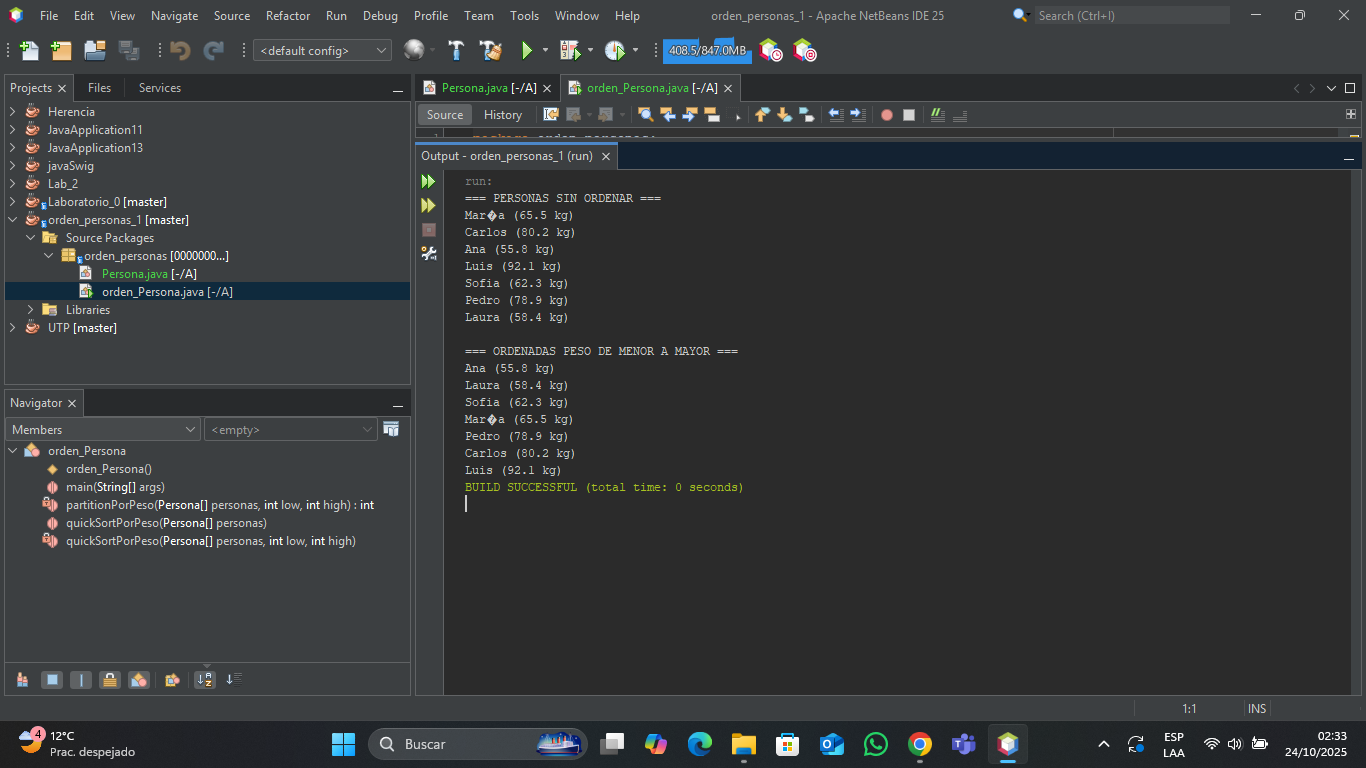 File Edit View Navigate Source Refactor Run Debug Profile Team Tools Window Help orden_personas_1 - Apache NetBeans IDE 25 Search (Ctrl+I)
<default config> 408.5/847.0MB
Projects Files Services
Herencia
JavaApplication11
JavaApplication13
javaSwig
Lab_2
Laboratorio_0 [master]
orden_personas_1 [master]
Source Packages
orden_personas [0000000...]
Persona.java [-/A]
orden_Persona.java [-/A]
Libraries
UTP [master]
Navigator
Members <empty>
orden_Persona
orden_Persona()
main(String[] args)
partitionPorPeso(Persona[] personas, int low, int high) : int
quickSortPorPeso(Persona[] personas)
quickSortPorPeso(Persona[] personas, int low, int high)
Persona.java [-/A] orden_Persona.java [-/A]
Source History
Output - orden_personas_1 (run)
run:
=== PERSONAS SIN ORDENAR ===
Mar�a (65.5 kg)
Carlos (80.2 kg)
Ana (55.8 kg)
Luis (92.1 kg)
Sofia (62.3 kg)
Pedro (78.9 kg)
Laura (58.4 kg)
=== ORDENADAS PESO DE MENOR A MAYOR ===
Ana (55.8 kg)
Laura (58.4 kg)
Sofia (62.3 kg)
Mar�a (65.5 kg)
Pedro (78.9 kg)
Carlos (80.2 kg)
Luis (92.1 kg)
BUILD SUCCESSFUL (total time: 0 seconds)
1:1 INS
4
12°C
Prac. despejado
Buscar
ESP
LAA
02:33
24/10/2025